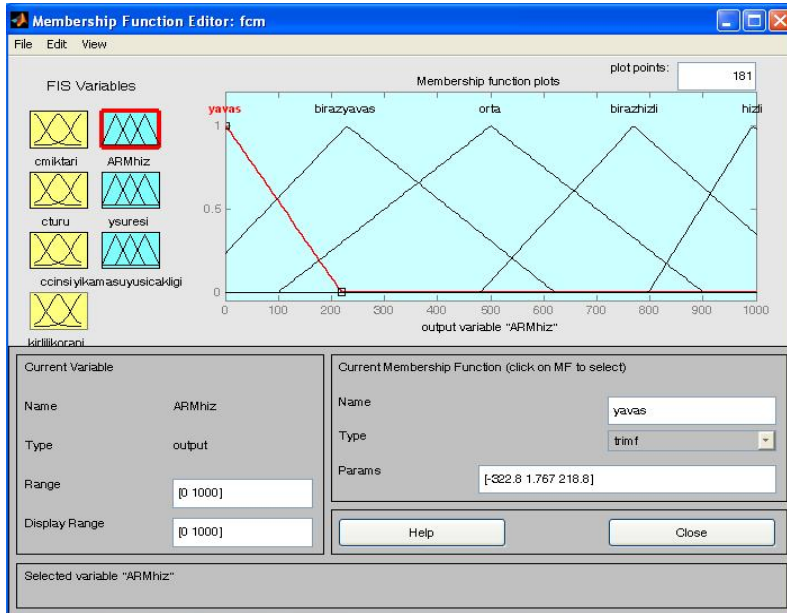 Membership Function Editor: fcm
File Edit View
FIS Variables
cmiktari
ARMhiz
cturu
ysuresi
ccinsiyikamasuyusicakligi
kirlilikorani
Membership function plots
plot points: 181
yavas birazyavas orta birazhizli hizli
1
0.5
0
0 100 200 300 400 500 600 700 800 900 1000
output variable "ARMhiz"
Current Variable
Name ARMhiz
Type output
Range [0 1000]
Display Range [0 1000]
Current Membership Function (click on MF to select)
Name yavas
Type trimf
Params [-322.8 1.767 218.8]
Help Close
Selected variable "ARMhiz"